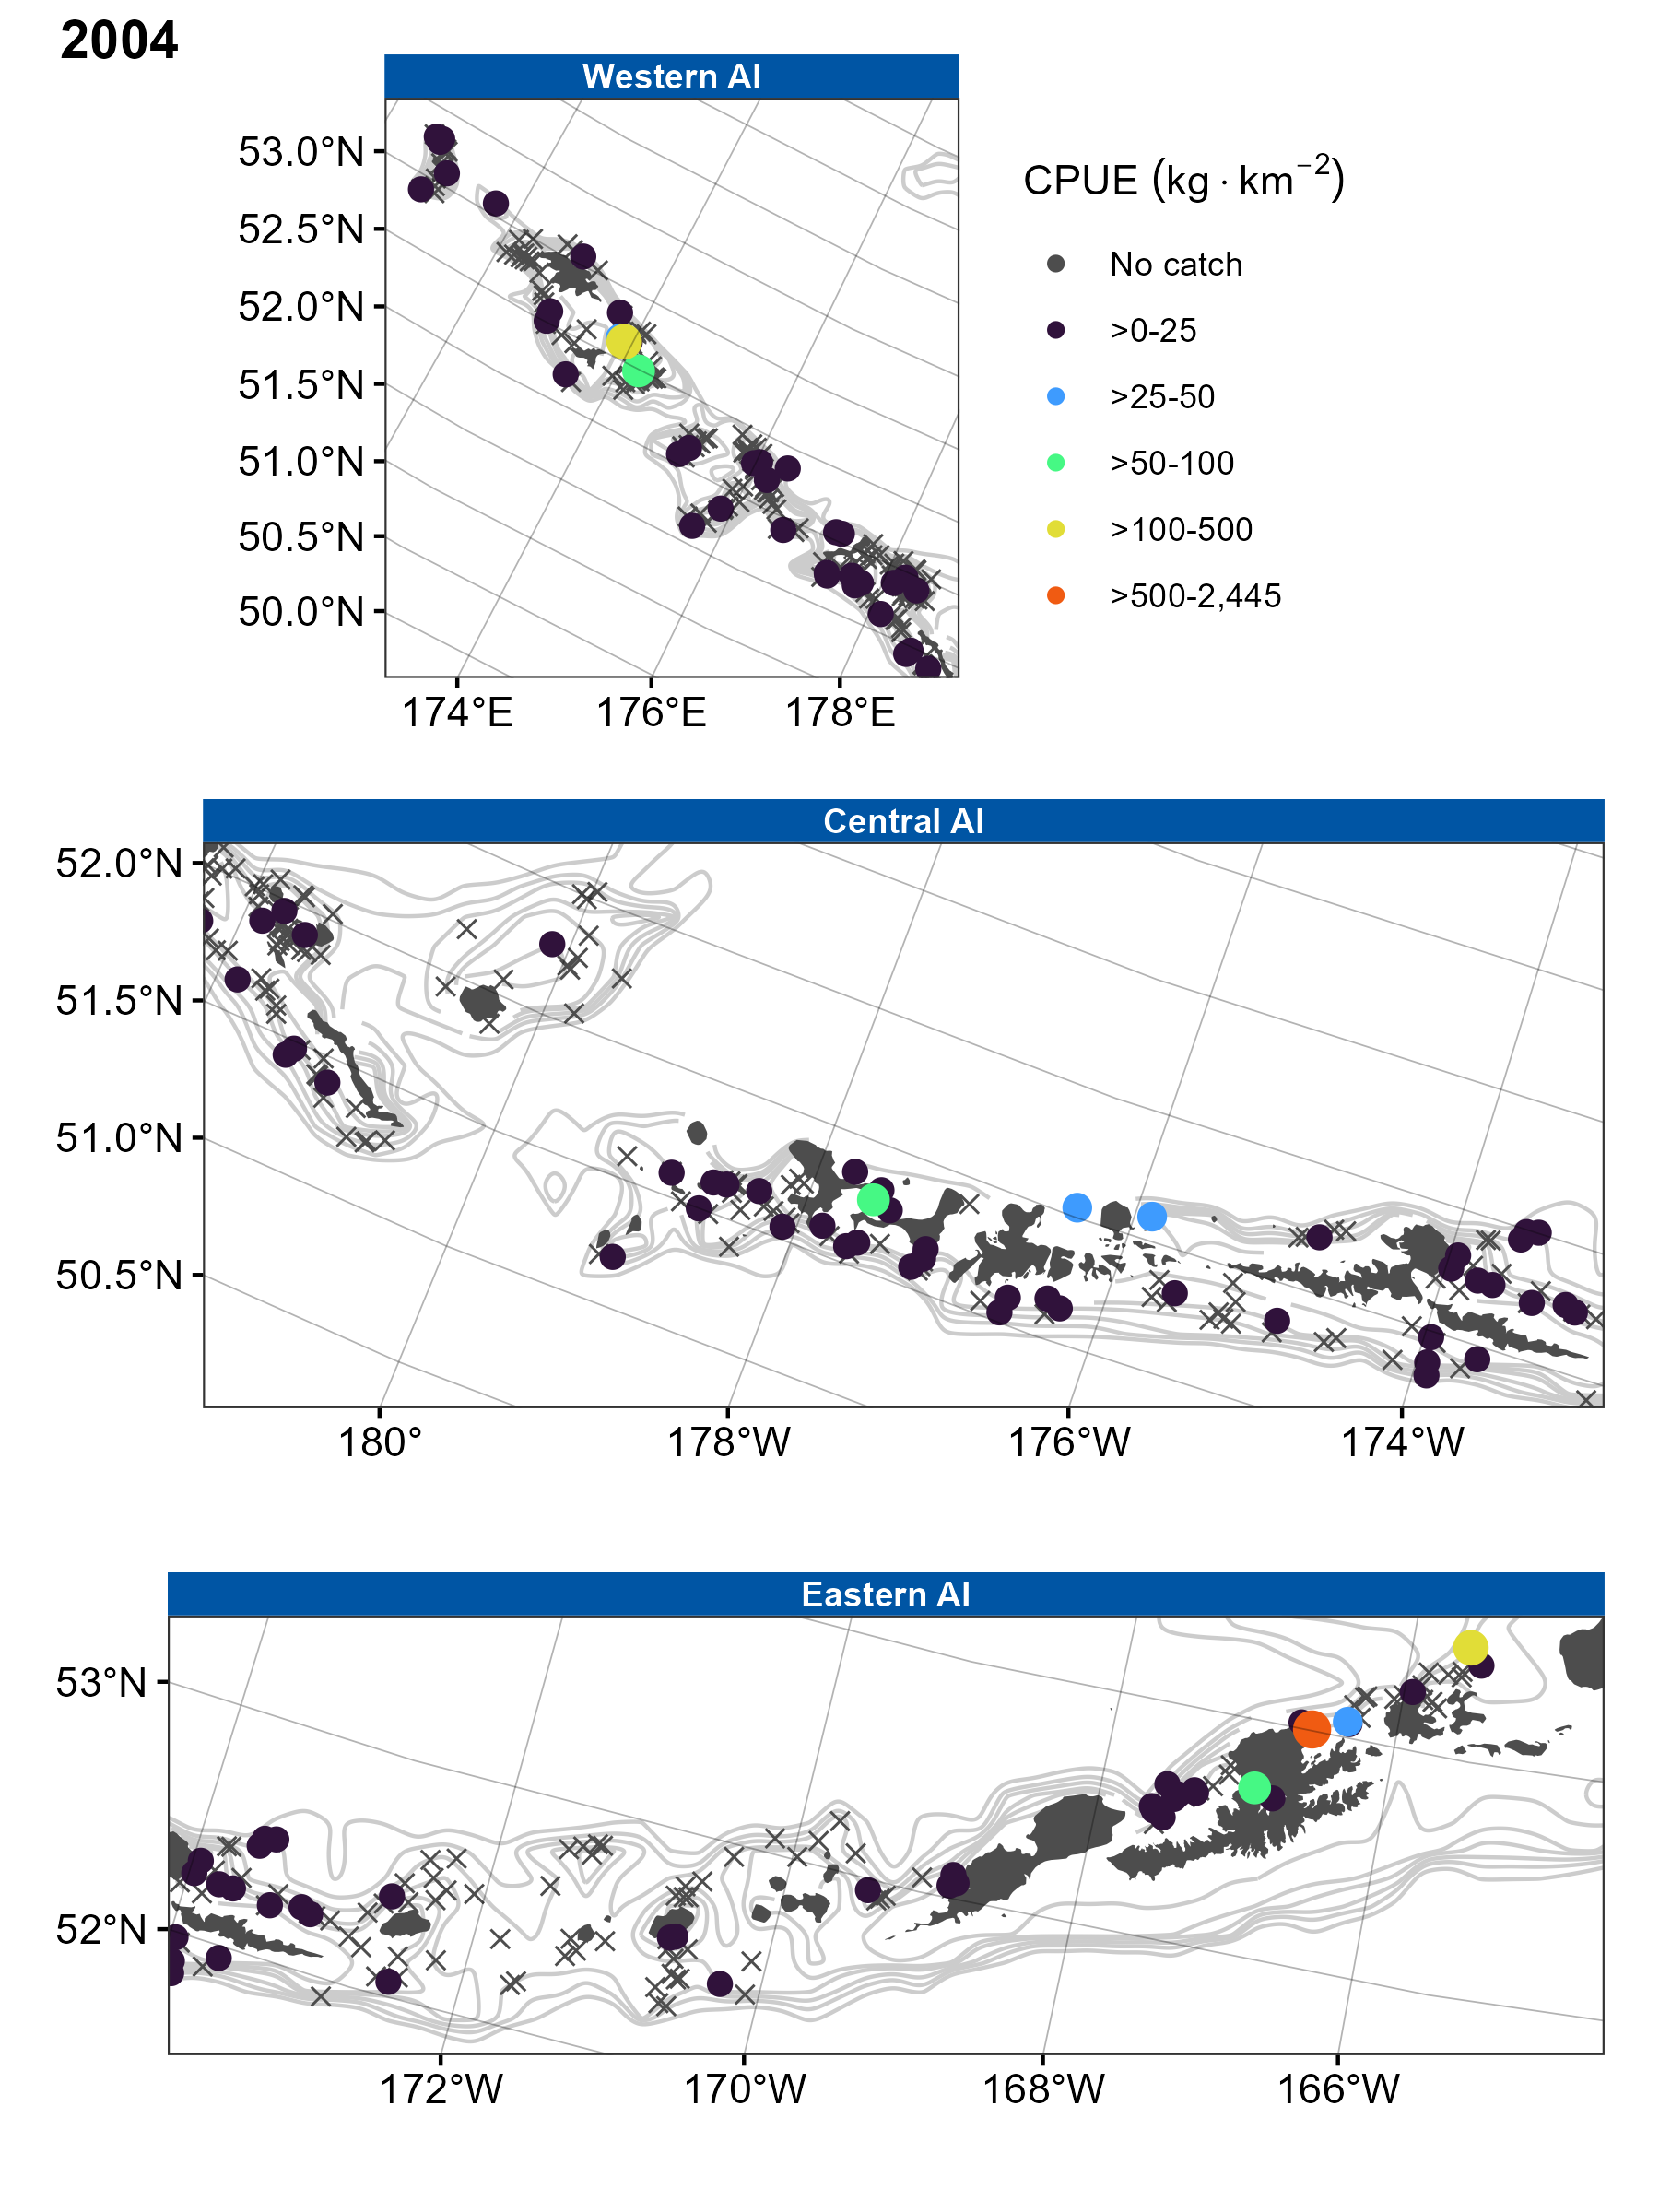 2004
Western AI
53.0°N
52.5°N
52.0°N
51.5°N
51.0°N
50.5°N
50.0°N
174°E 176°E 178°E
CPUE (kg · km⁻²)
No catch
>0-25
>25-50
>50-100
>100-500
>500-2,445
Central AI
52.0°N
51.5°N
51.0°N
50.5°N
180° 178°W 176°W 174°W
Eastern AI
53°N
52°N
172°W 170°W 168°W 166°W